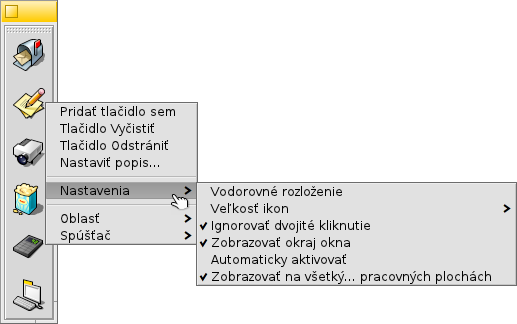 Pridať tlačidlo sem
Tlačidlo Vyčistiť
Tlačidlo Odstrániť
Nastaviť popis...
Nastavenia
Oblasť
Spúšťač
Vodorovné rozloženie
Veľkosť ikon
Ignorovať dvojité kliknutie
Zobrazovať okraj okna
Automaticky aktivovať
Zobrazovať na všetký... pracovných plochách